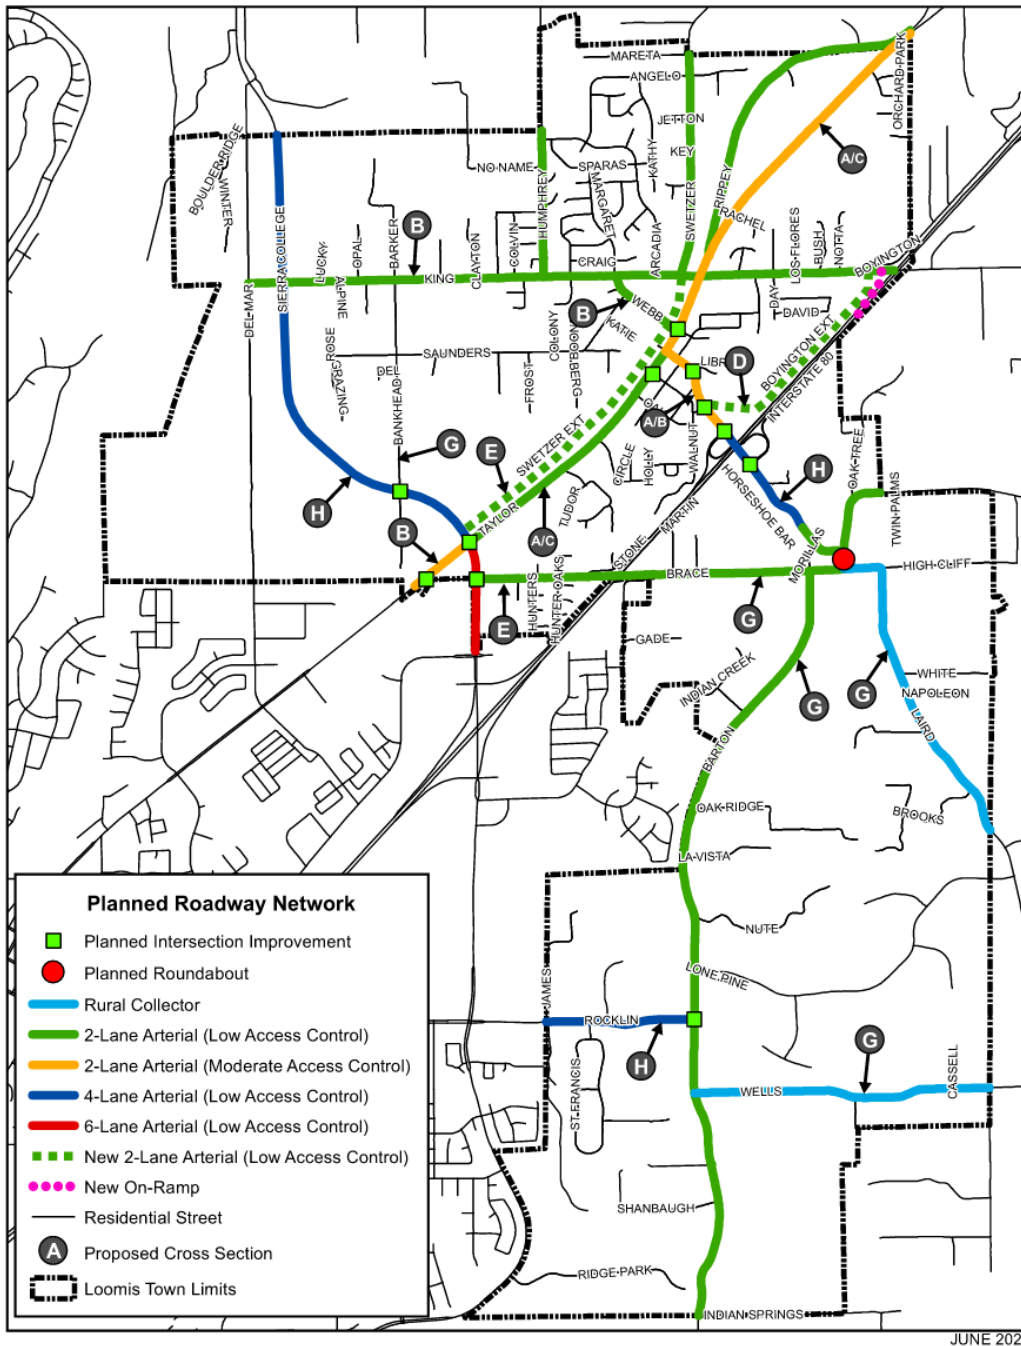 MARETA
ANGELO
ORCHARD PARK
JETTON
KEY
KATHY
A/C
BOULDER RIDGE
WINTER
NO NAME
SPARAS
MARGARET
HUMPHREY
SWETZER
RIPPEY
RACHEL
SIERRA COLLEGE
LUCKY
OPAL
BARKER
B
CLAYTON
COLVIN
CRAIG
ARCADIA
LOS FLORES
BUSH
NOTTA
BOYINGTON
ALPINE
KING
DAY
DAVID
DEL MAR
WEBB
B
KATIE
COLONY
NOOBLBERG
ROSE
GRAZING
SAUNDERS
FROST
DEL
BANKHEAD
LIBR
D
BOYINGTON EXT
INTERSTATE 80
OA
A/B
WALNUT
G
E
SWETZER EXT
CIRCLE
HOLLY
H
TAYLOR
TUDOR
A/C
STONE
MARTIN
HORSESHOE BAR
H
OAK TREE
TWIN PALMS
B
MORILLAS
HIGH CLIFF
BRACE
HUNTERS
HUNTER OAKS
E
G
GADE
INDIAN CREEK
G
G
WHITE
NAPOLEON
LAIRD
BARTON
OAK RIDGE
BROOKS
LA VISTA
NUTE
LONE PINE
JAMES
ROCKLIN
H
ST FRANCIS
G
WELLS
CASSELL
SHANBAUGH
RIDGE PARK
INDIAN SPRINGS
Planned Roadway Network
Planned Intersection Improvement
Planned Roundabout
Rural Collector
2-Lane Arterial (Low Access Control)
2-Lane Arterial (Moderate Access Control)
4-Lane Arterial (Low Access Control)
6-Lane Arterial (Low Access Control)
New 2-Lane Arterial (Low Access Control)
New On-Ramp
Residential Street
A Proposed Cross Section
Loomis Town Limits
JUNE 202